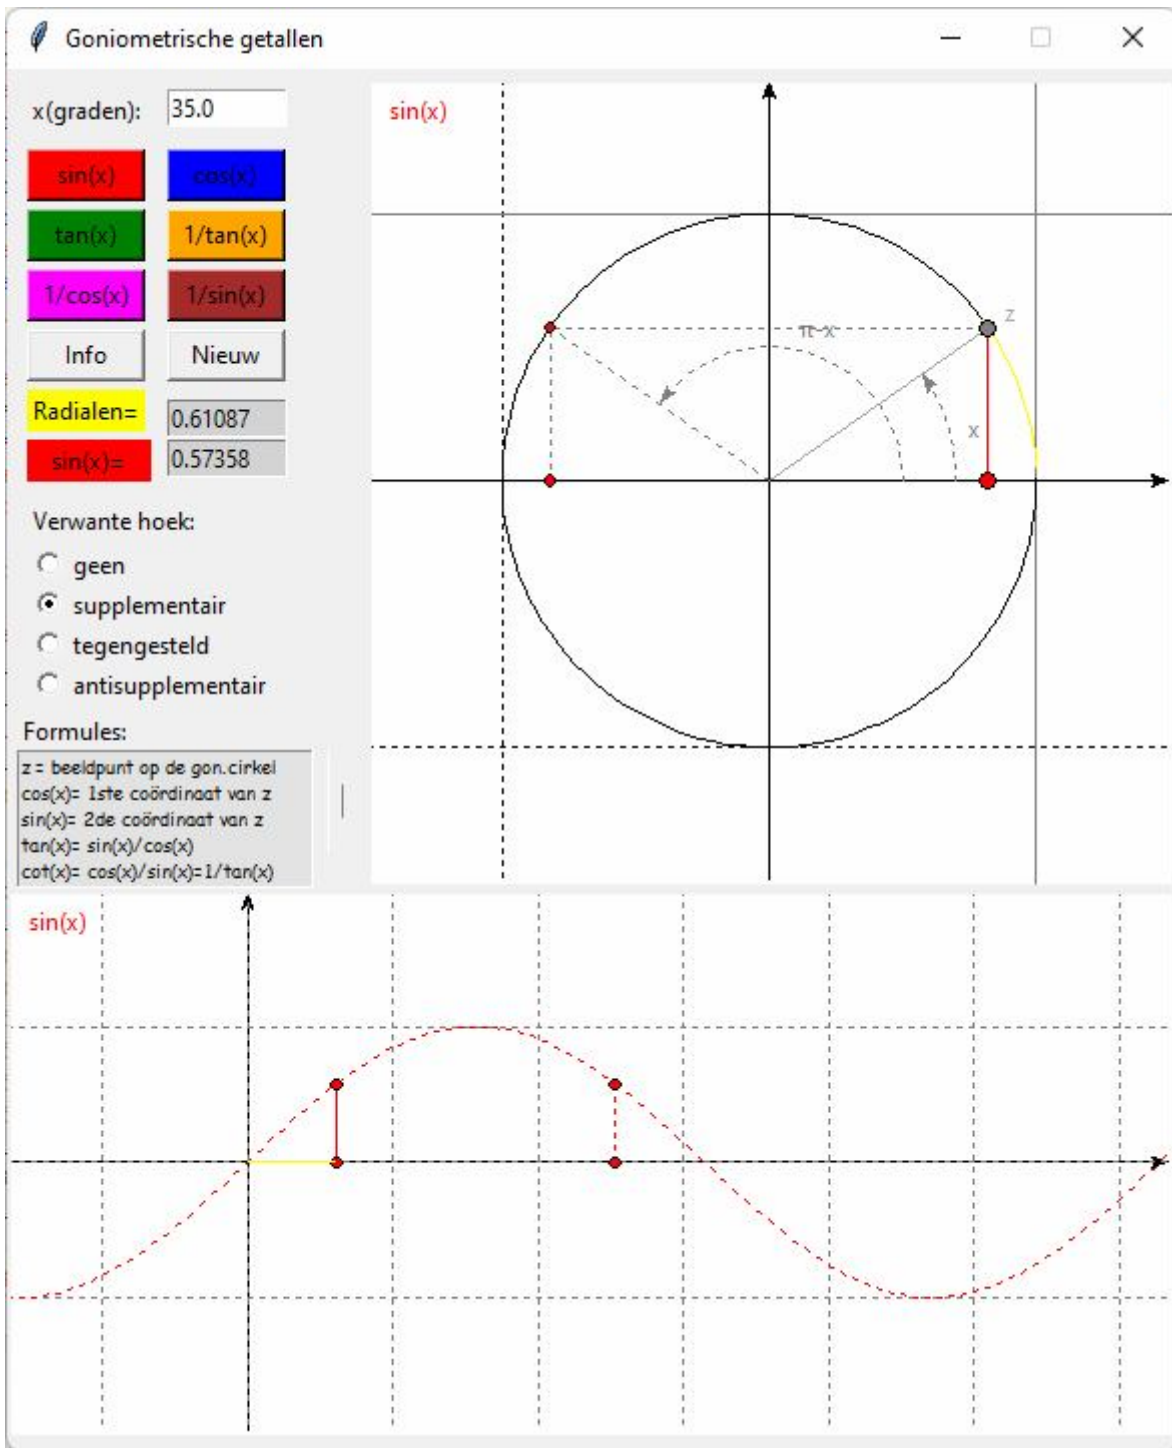 Goniometrische getallen
x(graden): 35.0
sin(x) cos(x)
tan(x) 1/tan(x)
1/cos(x) 1/sin(x)
Info Nieuw
Radialen= 0.61087
sin(x)= 0.57358
Verwante hoek:
geen
supplementair
tegengesteld
antisupplementair
Formules:
z = beeldpunt op de gon.cirkel
cos(x)= 1ste coördinaat van z
sin(x)= 2de coördinaat van z
tan(x)= sin(x)/cos(x)
cot(x)= cos(x)/sin(x)=1/tan(x)
sin(x)
z
π-x
x
sin(x)